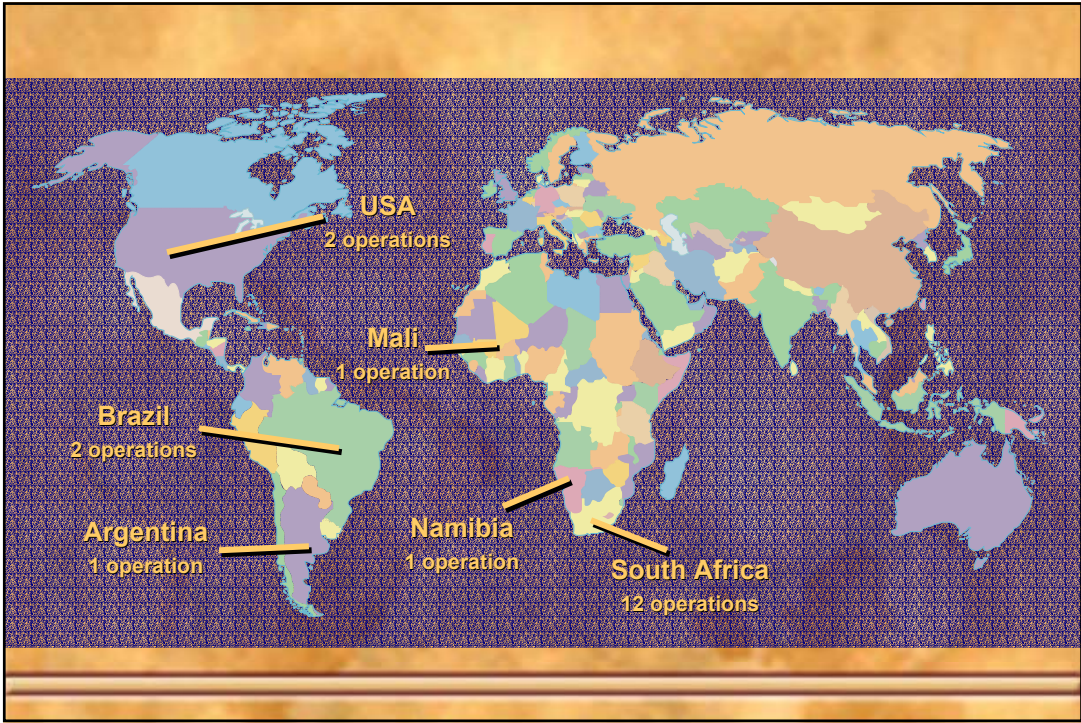 USA
2 operations
Mali
1 operation
Brazil
2 operations
Argentina
1 operation
Namibia
1 operation
South Africa
12 operations